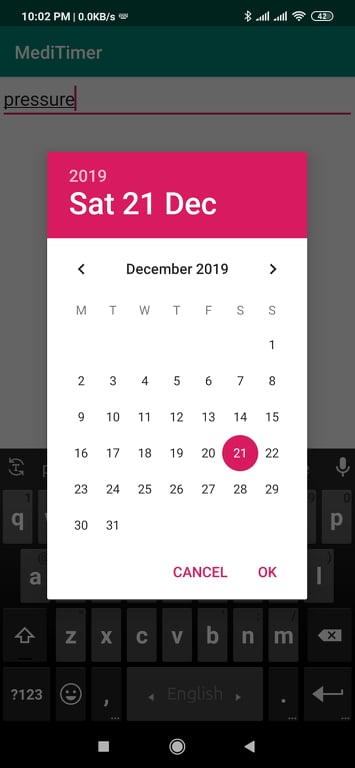 10:02 PM | 0.0KB/s
42
MediTimer
pressure
2019
Sat 21 Dec
December 2019
M T W T F S S
1
2 3 4 5 6 7 8
9 10 11 12 13 14 15
16 17 18 19 20 21 22
23 24 25 26 27 28 29
30 31
CANCEL OK
q p
a l
z x c v b n m
?123 , English .